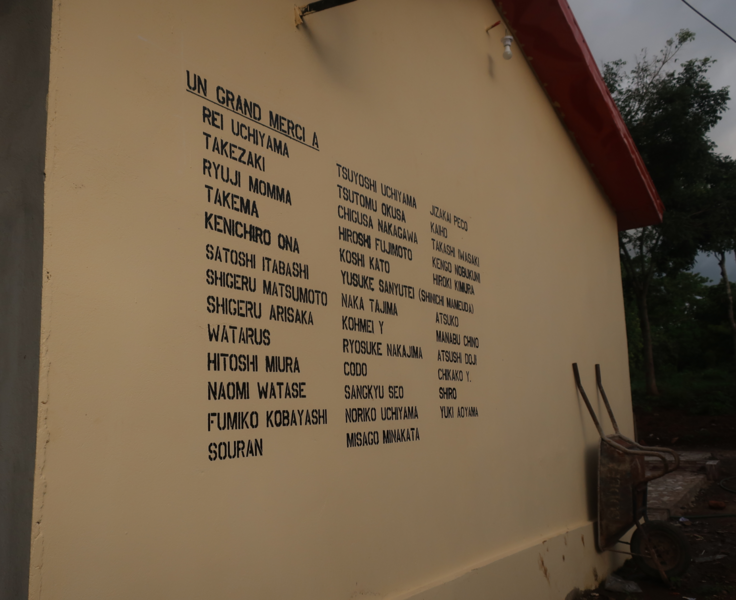 UN GRAND MERCI A
REI UCHIYAMA
TAKEZAKI
RYUJI MOMMA
TAKEMA
KENICHIRO ONA
SATOSHI ITABASHI
SHIGERU MATSUMOTO
SHIGERU ARISAKA
WATARUS
HITOSHI MIURA
NAOMI WATASE
FUMIKO KOBAYASHI
SOURAN
TSUYOSHI UCHIYAMA
TSUTOMU OKUSA
CHIGUSA NAKAGAWA
HIROSHI FUJIMOTO
KOSHI KATO
YUSUKE SANYUTEI (SHINICHI MAMEUDA)
NAKA TAJIMA
KOHMEI Y
RYOSUKE NAKAJIMA
CODO
SANGKYU SEO
NORIKO UCHIYAMA
MISAGO MINAKATA
JIZAKAI PECO
KAIHO
TAKASHI IWASAKI
KENGO NOBUKUNI
HIROKI KIMURA
ATSUKO
MANABU CHINO
ATSUSHI DOJI
CHIKAKO Y.
SHIRO
YUKI AOYAMA